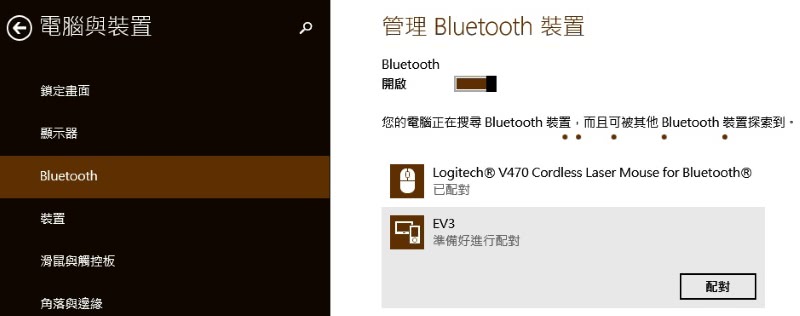 電腦與裝置
鎖定畫面
顯示器
Bluetooth
裝置
滑鼠與觸控板
角落與邊緣
管理 Bluetooth 裝置
Bluetooth
開啟
您的電腦正在搜尋 Bluetooth 裝置，而且可被其他 Bluetooth 裝置探索到。
Logitech® V470 Cordless Laser Mouse for Bluetooth®
已配對
EV3
準備好進行配對
配對